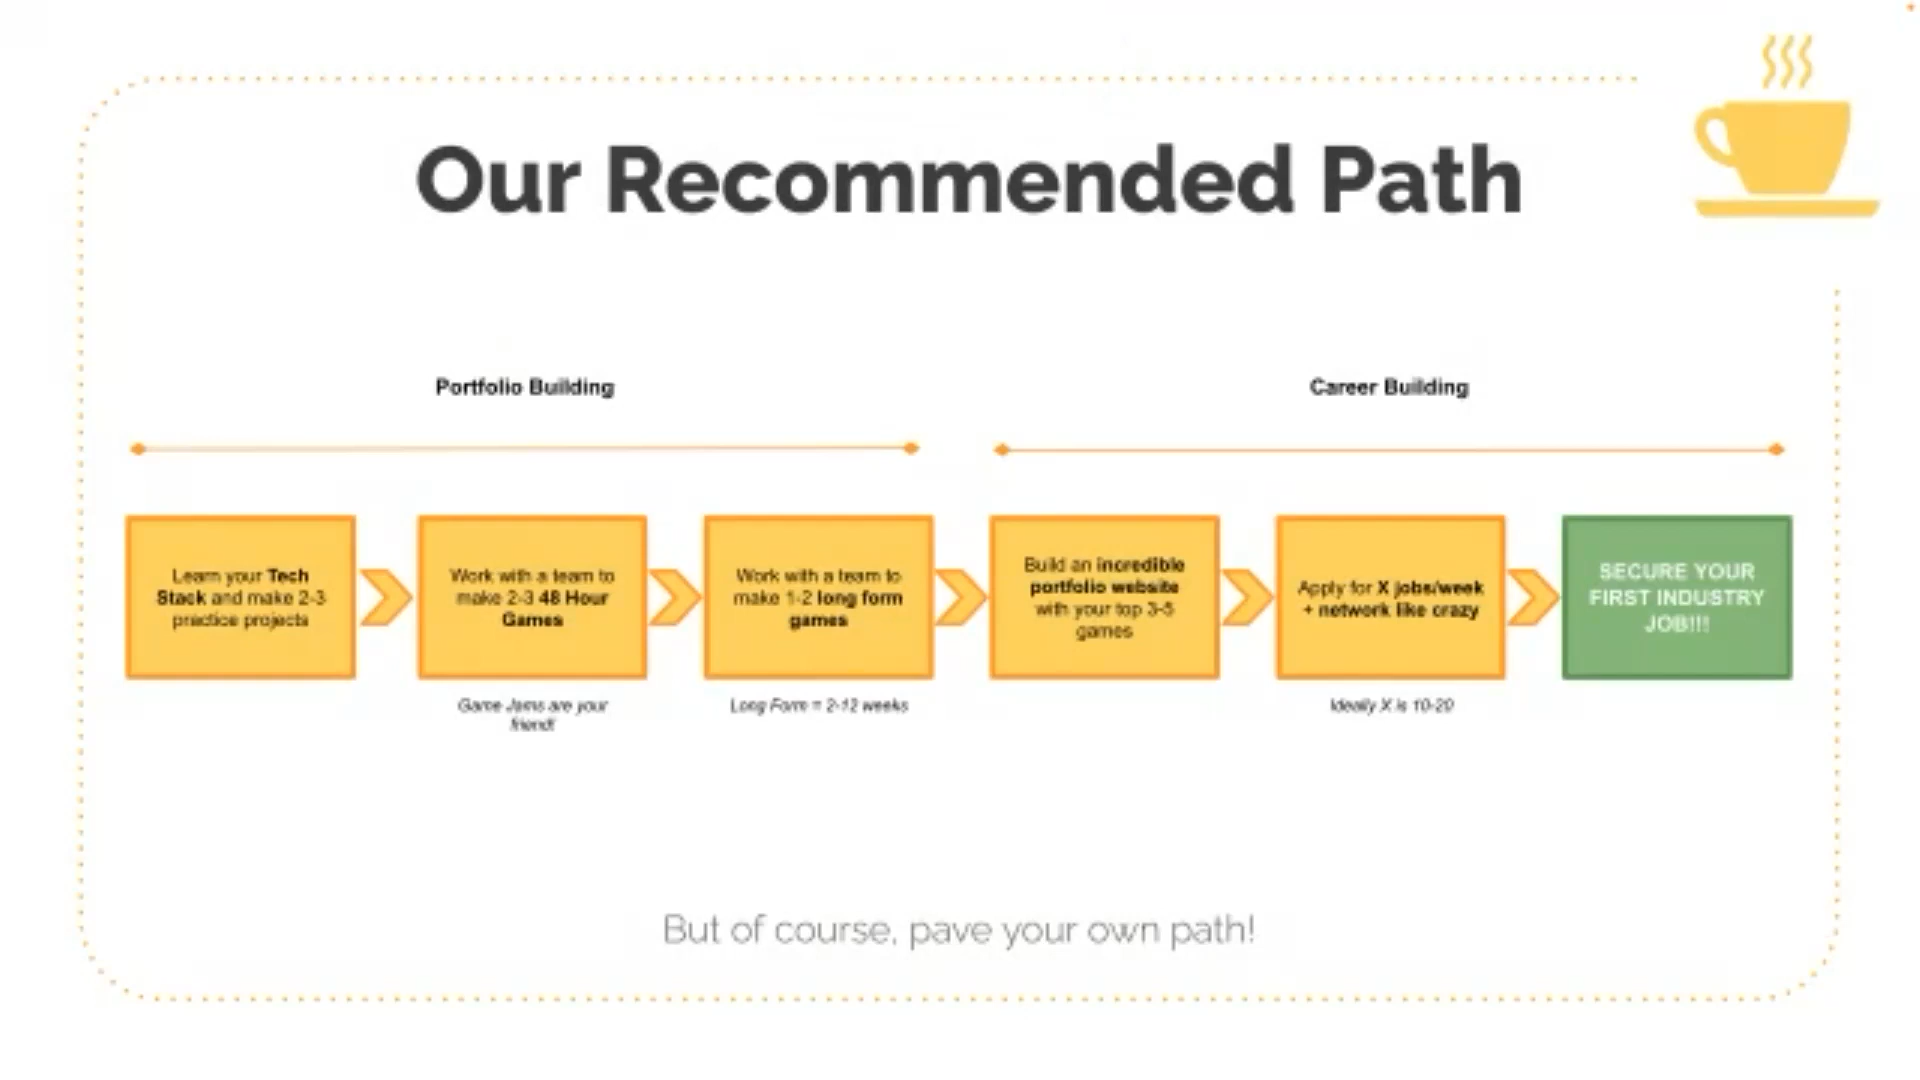 Our Recommended Path
Portfolio Building
Career Building
Learn your Tech
Stack and make 2-3
practice projects
Work with a team to
make 2-3 48 Hour
Games
Work with a team to
make 1-2 long form
games
Build an incredible
portfolio website
with your top 3-5
games
Apply for X jobs/week
+ network like crazy
SECURE YOUR
FIRST INDUSTRY
JOB!!!
Game Jams are your
friend!
Long Form = 2-12 weeks
Ideally X is 10-20
But of course, pave your own path!